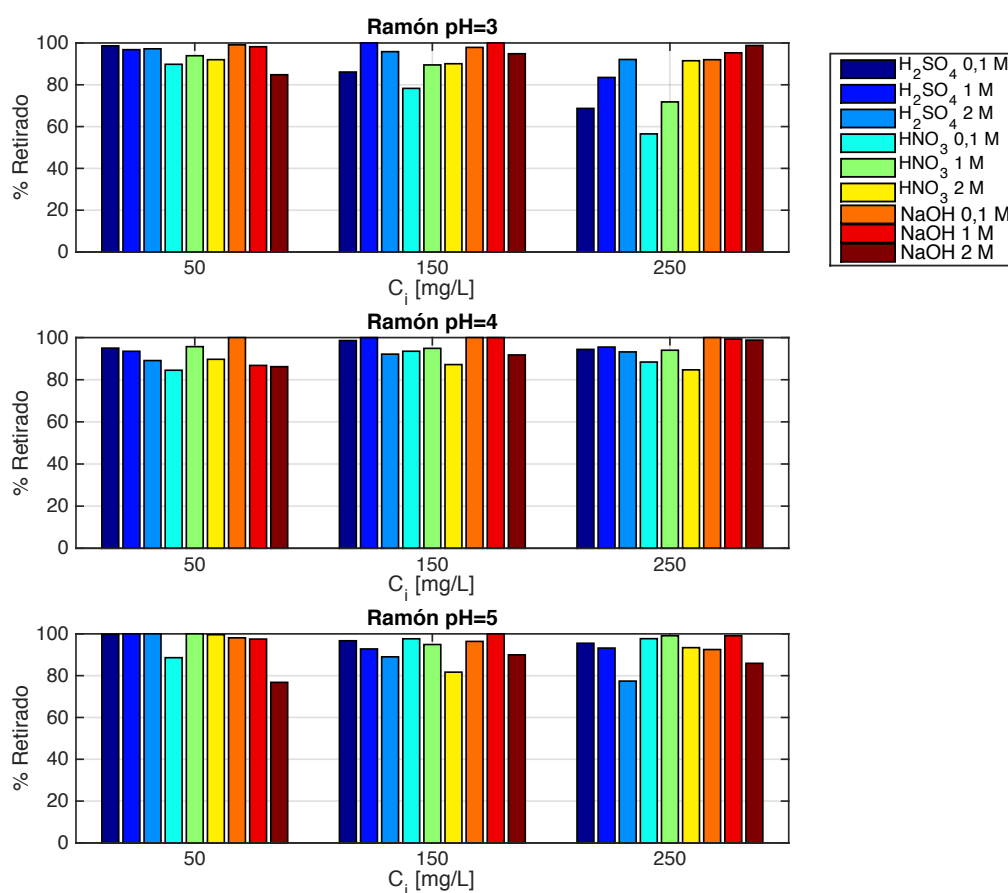 Ramón pH=3
100
80
60
40
20
0
% Retirado
50 150 250
C_i [mg/L]
H₂SO₄ 0,1 M
H₂SO₄ 1 M
H₂SO₄ 2 M
HNO₃ 0,1 M
HNO₃ 1 M
HNO₃ 2 M
NaOH 0,1 M
NaOH 1 M
NaOH 2 M
Ramón pH=4
100
80
60
40
20
0
% Retirado
50 150 250
C_i [mg/L]
Ramón pH=5
100
80
60
40
20
0
% Retirado
50 150 250
C_i [mg/L]